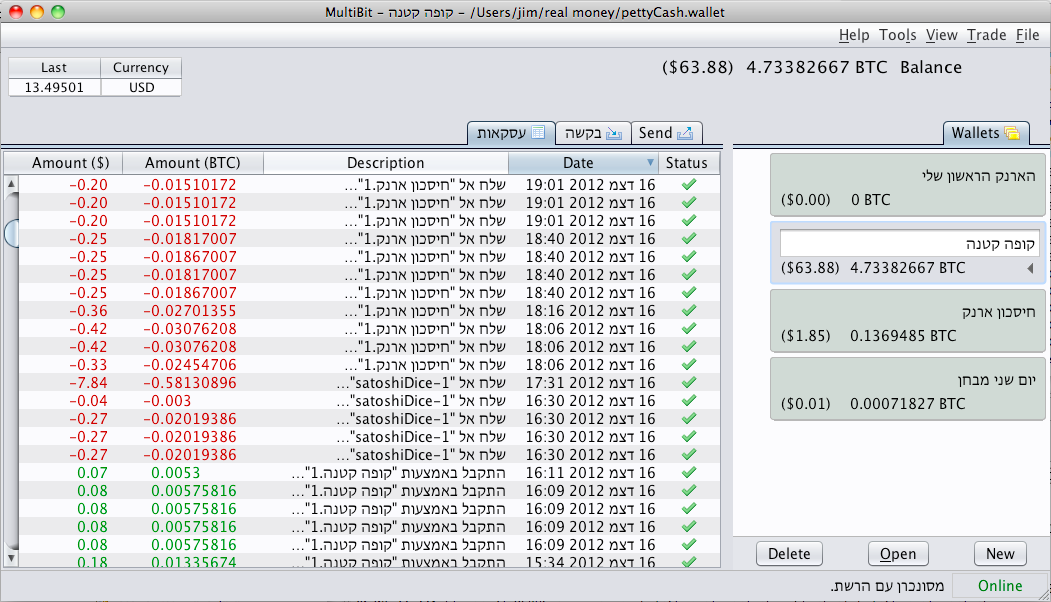 MultiBit - קופה קטנה - /Users/jim/real money/pettyCash.wallet
Help Tools View Trade File
Last Currency
13.49501 USD
($63.88) 4.73382667 BTC Balance
עסקאות בקשה Send
Wallets
Amount ($) Amount (BTC) Description Date Status
-0.20 -0.01510172 שלח אל "חיסכון ארנק.1"... 16 דצמ 2012 19:01
-0.20 -0.01510172 שלח אל "חיסכון ארנק.1"... 16 דצמ 2012 19:01
-0.20 -0.01510172 שלח אל "חיסכון ארנק.1"... 16 דצמ 2012 19:01
-0.25 -0.01817007 שלח אל "חיסכון ארנק.1"... 16 דצמ 2012 18:40
-0.25 -0.01867007 שלח אל "חיסכון ארנק.1"... 16 דצמ 2012 18:40
-0.25 -0.01817007 שלח אל "חיסכון ארנק.1"... 16 דצמ 2012 18:40
-0.25 -0.01867007 שלח אל "חיסכון ארנק.1"... 16 דצמ 2012 18:40
-0.36 -0.02701355 שלח אל "חיסכון ארנק.1"... 16 דצמ 2012 18:16
-0.42 -0.03076208 שלח אל "חיסכון ארנק.1"... 16 דצמ 2012 18:06
-0.42 -0.03076208 שלח אל "חיסכון ארנק.1"... 16 דצמ 2012 18:06
-0.33 -0.02454706 שלח אל "חיסכון ארנק.1"... 16 דצמ 2012 18:06
-7.84 -0.58130896 שלח אל "satoshiDice-1"... 16 דצמ 2012 17:31
-0.04 -0.003 שלח אל "satoshiDice-1"... 16 דצמ 2012 16:30
-0.27 -0.02019386 שלח אל "satoshiDice-1"... 16 דצמ 2012 16:30
-0.27 -0.02019386 שלח אל "satoshiDice-1"... 16 דצמ 2012 16:30
-0.27 -0.02019386 שלח אל "satoshiDice-1"... 16 דצמ 2012 16:30
0.07 0.0053 התקבל באמצעות "קופה קטנה.1"... 16 דצמ 2012 16:11
0.08 0.00575816 התקבל באמצעות "קופה קטנה.1"... 16 דצמ 2012 16:09
0.08 0.00575816 התקבל באמצעות "קופה קטנה.1"... 16 דצמ 2012 16:09
0.08 0.00575816 התקבל באמצעות "קופה קטנה.1"... 16 דצמ 2012 16:09
0.08 0.00575816 התקבל באמצעות "קופה קטנה.1"... 16 דצמ 2012 16:09
0.18 0.01335674 התקבל באמצעות "קופה קטנה.1"... 16 דצמ 2012 15:34
הארנק הראשון שלי
($0.00) 0 BTC
קופה קטנה
($63.88) 4.73382667 BTC
חיסכון ארנק
($1.85) 0.1369485 BTC
יום שני מבחן
($0.01) 0.00071827 BTC
Delete Open New
מסונכרן עם הרשת. Online